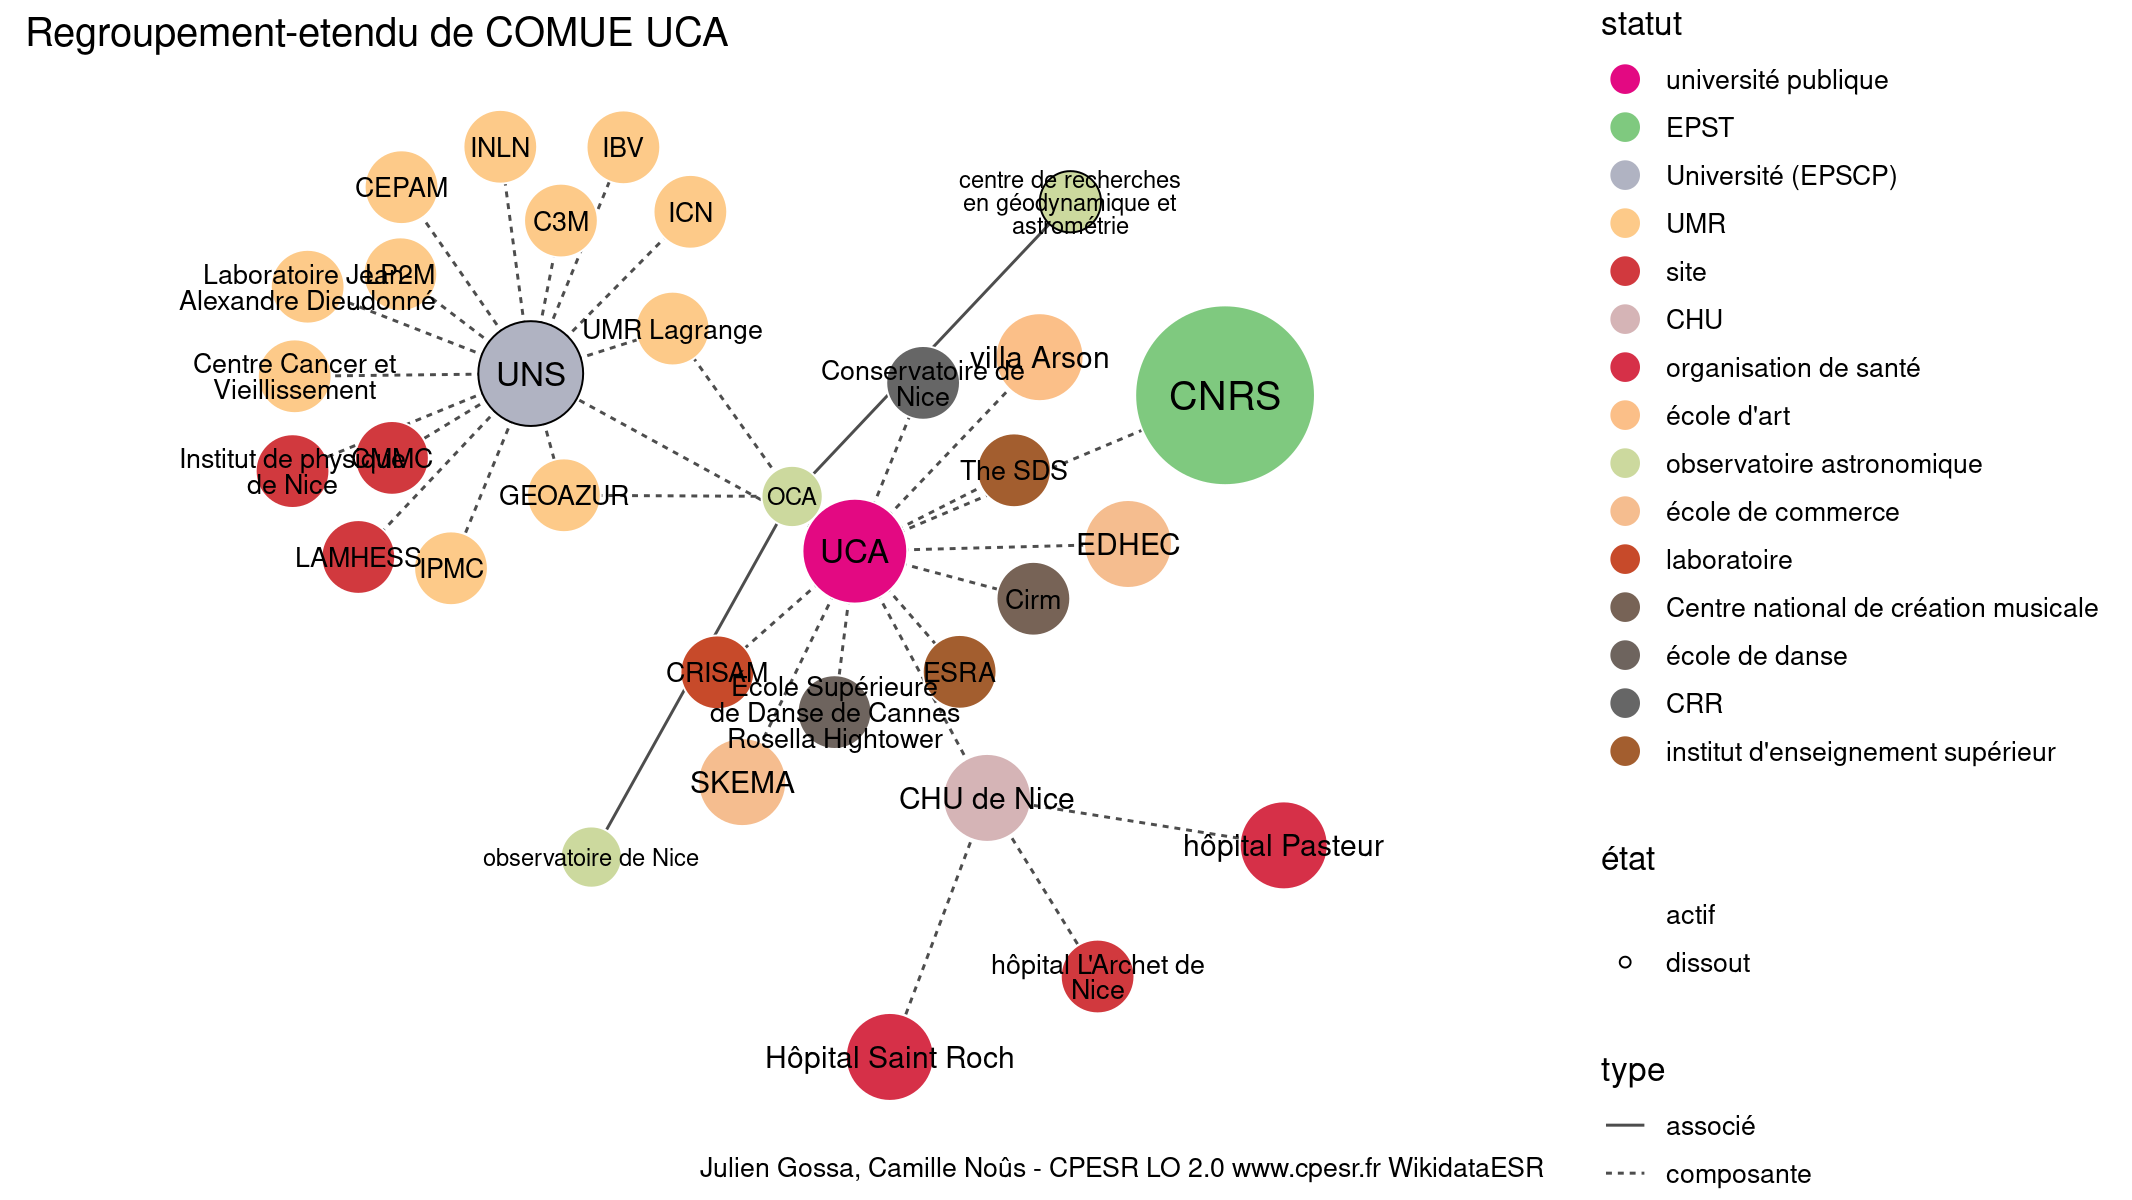 Regroupement-etendu de COMUE UCA
INLN
IBV
CEPAM
C3M
ICN
Laboratoire Jean-
Alexandre Dieudonné
LP2M
UMR Lagrange
Centre Cancer et
Vieillissement
UNS
Institut de physique
de Nice
CMMC
GEOAZUR
LAMHESS
IPMC
centre de recherches
en géodynamique et
astrométrie
Conservatoire de
Nice
villa Arson
CNRS
The SDS
OCA
UCA
EDHEC
Cirm
CRISAM
ESRA
École Supérieure
de Danse de Cannes
Rosella Hightower
SKEMA
CHU de Nice
observatoire de Nice
hôpital Pasteur
hôpital L'Archet de
Nice
Hôpital Saint Roch
statut
université publique
EPST
Université (EPSCP)
UMR
site
CHU
organisation de santé
école d'art
observatoire astronomique
école de commerce
laboratoire
Centre national de création musicale
école de danse
CRR
institut d'enseignement supérieur
état
actif
dissout
type
associé
composante
Julien Gossa, Camille Noûs - CPESR LO 2.0 www.cpesr.fr WikidataESR